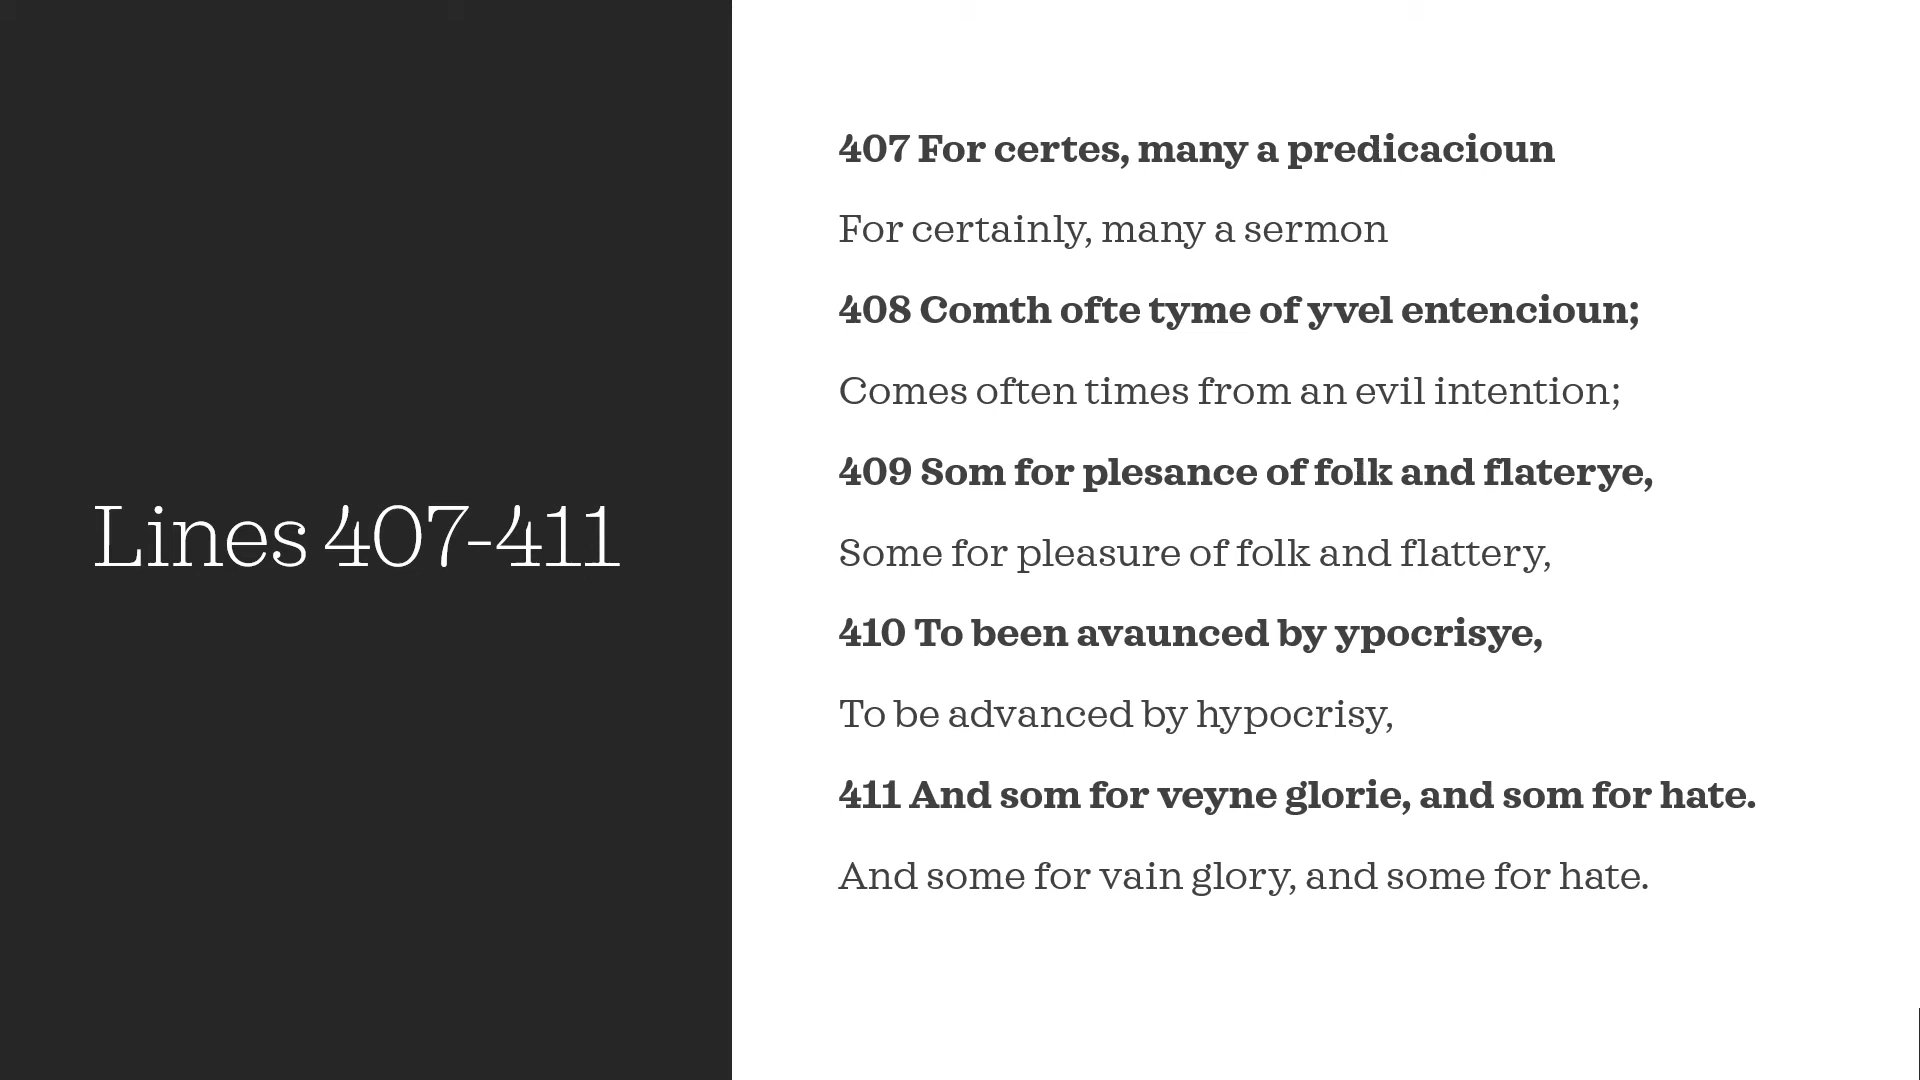 Lines 407-411
407 For certes, many a predicacioun
For certainly, many a sermon
408 Comth ofte tyme of yvel entencioun;
Comes often times from an evil intention;
409 Som for plesance of folk and flaterye,
Some for pleasure of folk and flattery,
410 To been avaunced by ypocrisye,
To be advanced by hypocrisy,
411 And som for veyne glorie, and som for hate.
And some for vain glory, and some for hate.